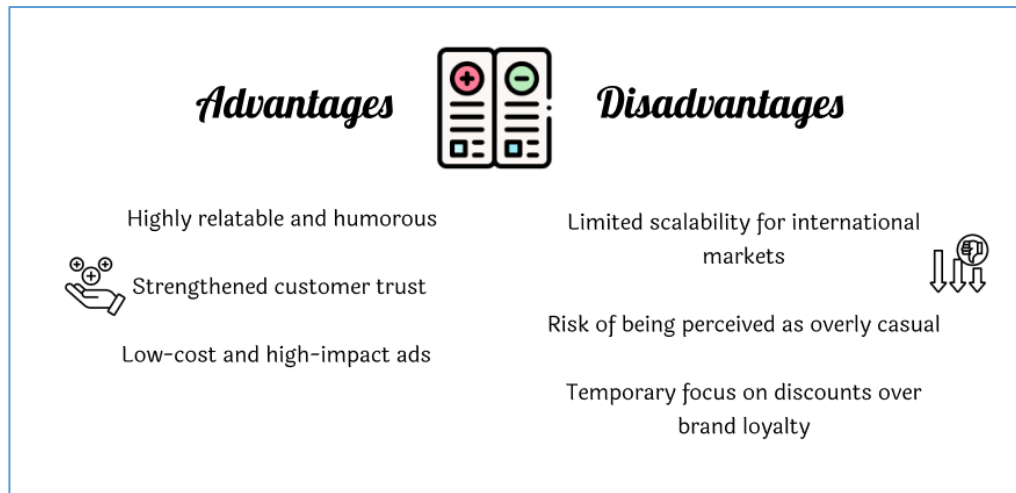 Advantages
Disadvantages
Highly relatable and humorous
Strengthened customer trust
Low-cost and high-impact ads
Limited scalability for international
markets
Risk of being perceived as overly casual
Temporary focus on discounts over
brand loyalty